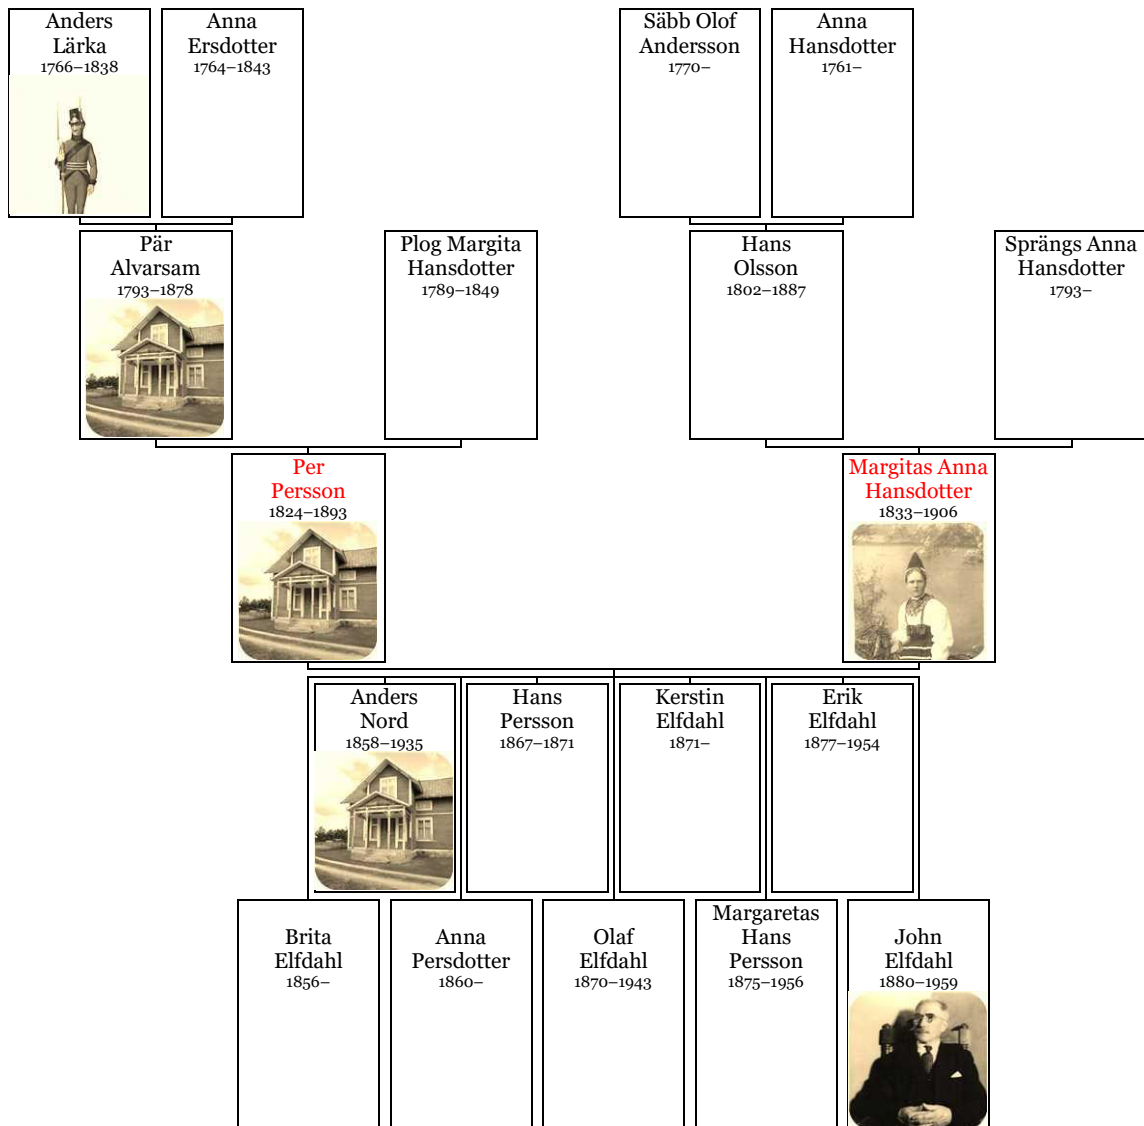 Anders
Lärka
1766–1838
Anna
Ersdotter
1764–1843
Säbb Olof
Andersson
1770–
Anna
Hansdotter
1761–
Pär
Alvarsam
1793–1878
Plog Margita
Hansdotter
1789–1849
Hans
Olsson
1802–1887
Sprängs Anna
Hansdotter
1793–
Per
Persson
1824–1893
Margitas Anna
Hansdotter
1833–1906
Anders
Nord
1858–1935
Hans
Persson
1867–1871
Kerstin
Elfdahl
1871–
Erik
Elfdahl
1877–1954
Brita
Elfdahl
1856–
Anna
Persdotter
1860–
Olaf
Elfdahl
1870–1943
Margaretas
Hans
Persson
1875–1956
John
Elfdahl
1880–1959